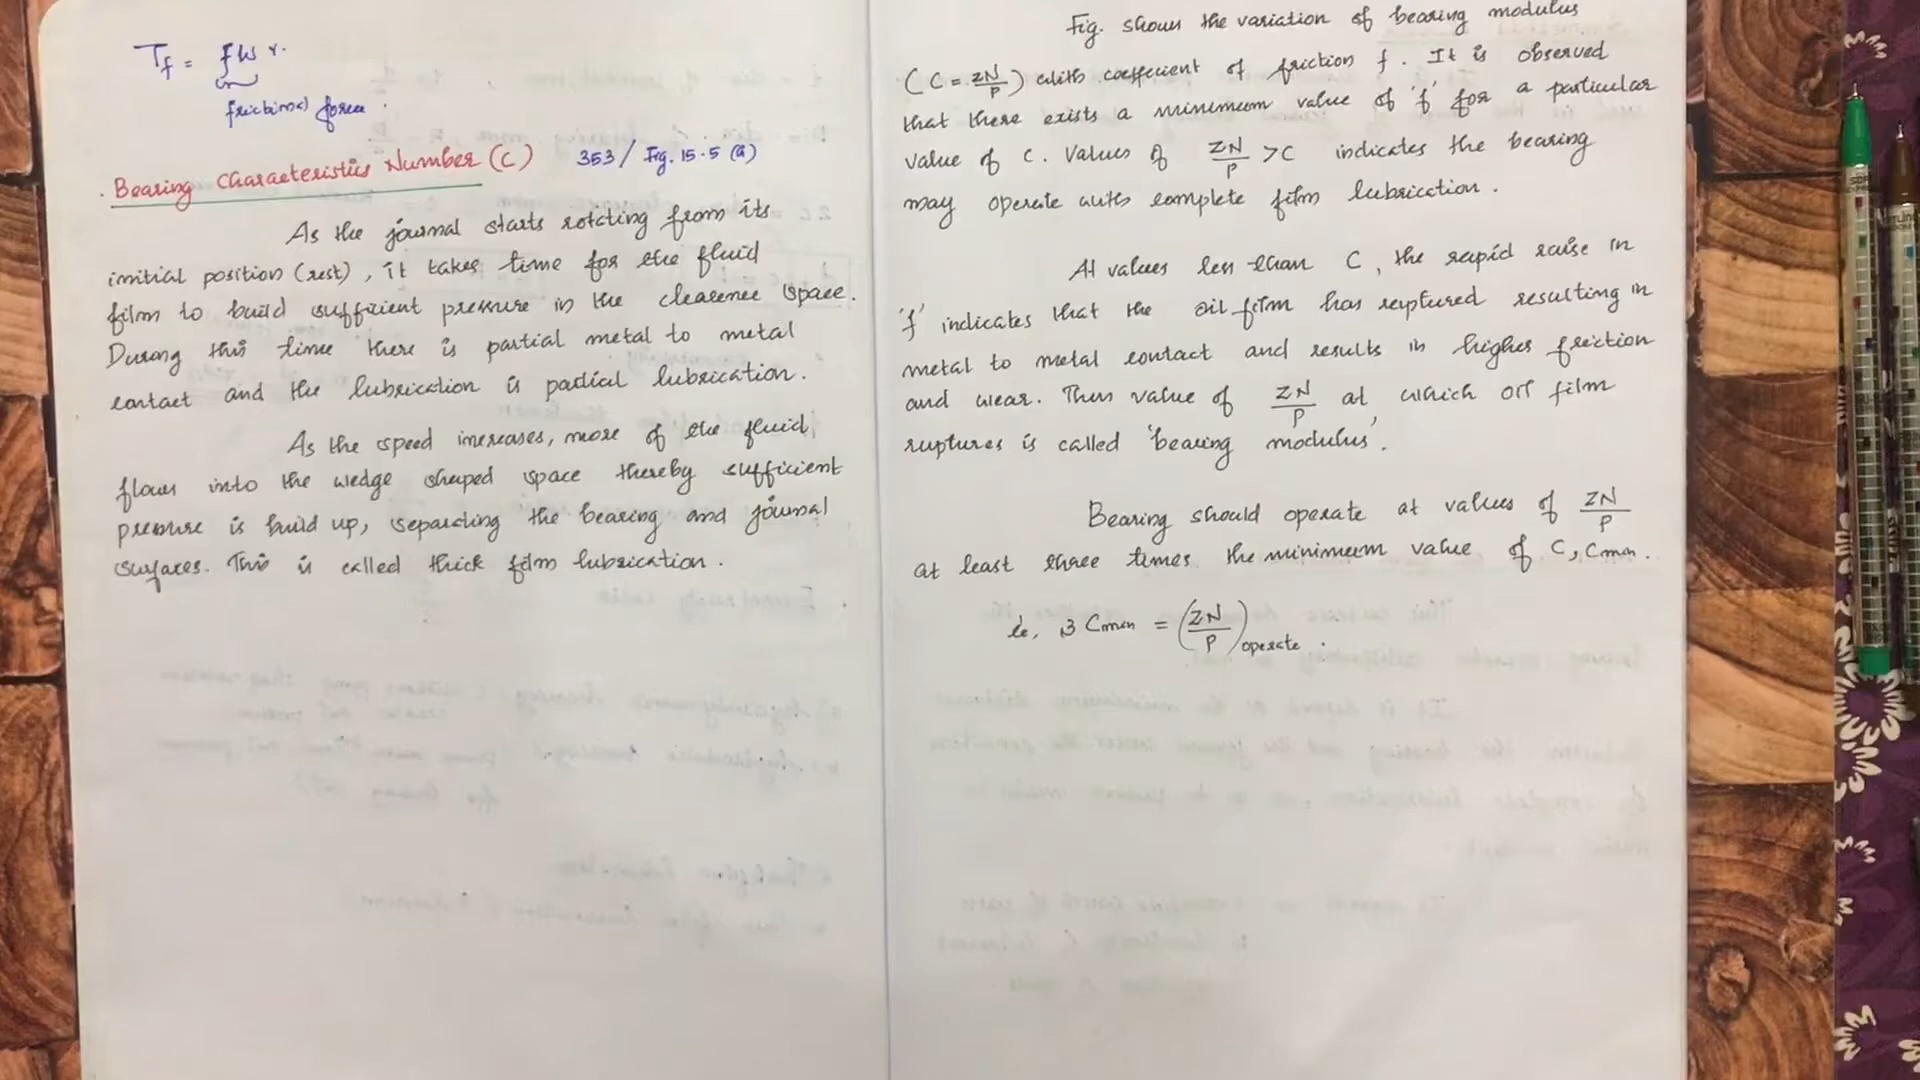 Tf = fW r.
frictional force.
Bearing Characteristics Number (C) 353/ Fig. 15.5 (a)
As the journal starts rotating from its
initial position (rest), it takes time for the fluid
film to build sufficient pressure in the clearence space.
During this time there is partial metal to metal
contact and the lubrication is partial lubrication.
As the speed increases, more of the fluid
flows into the wedge shaped space thereby sufficient
pressure is build up, separating the bearing and journal
surfaces. This is called thick film lubrication.
Fig. shows the variation of bearing modulus
(C = ZN/P) with coefficient of friction f. It is observed
that there exists a minimum value of 'f' for a particular
value of C. Values of ZN/P >C indicates the bearing
may operate with complete film lubrication.
At values less than C, the rapid raise in
'f' indicates that the oil film has ruptured resulting in
metal to metal contact and results in higher friction
and wear. Thus value of ZN/P at which oil film
ruptures is called 'bearing modulus'.
Bearing should operate at values of ZN/P
at least three times the minimum value of C, Cmin.
ie, 3 Cmin = (ZN/P) operate.